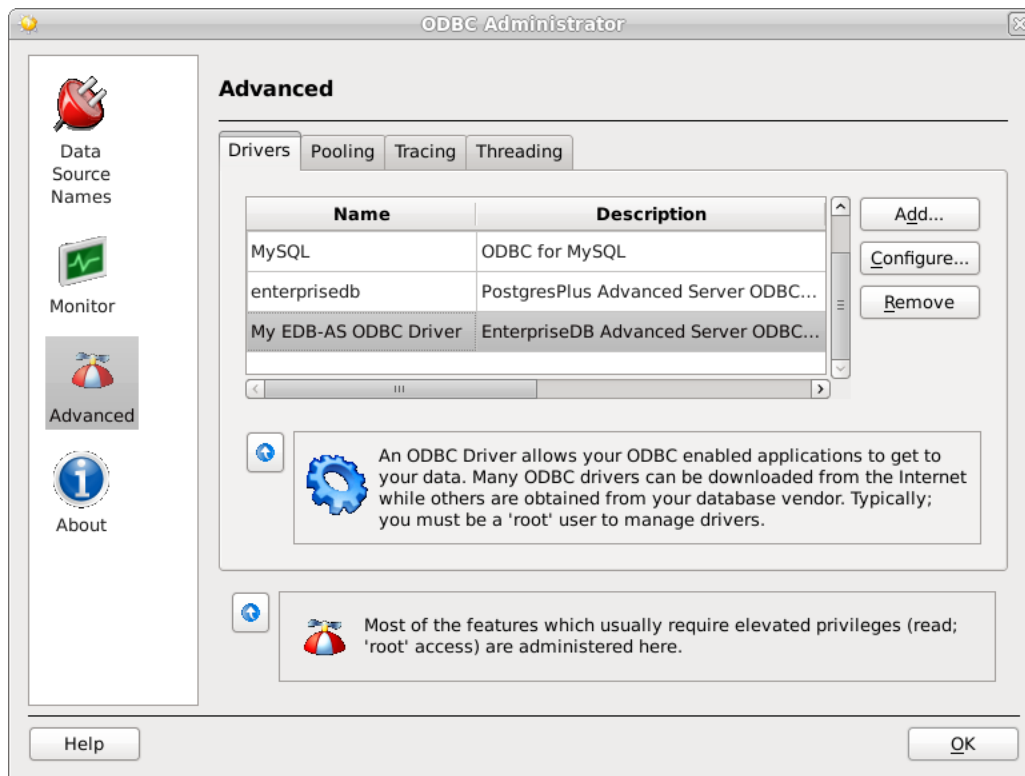 ODBC Administrator
Data
Source
Names
Monitor
Advanced
About
Advanced
Drivers Pooling Tracing Threading
Name Description
MySQL ODBC for MySQL
enterprisedb PostgresPlus Advanced Server ODBC...
My EDB-AS ODBC Driver EnterpriseDB Advanced Server ODBC...
Add...
Configure...
Remove
An ODBC Driver allows your ODBC enabled applications to get to
your data. Many ODBC drivers can be downloaded from the Internet
while others are obtained from your database vendor. Typically;
you must be a 'root' user to manage drivers.
Most of the features which usually require elevated privileges (read;
'root' access) are administered here.
Help
OK